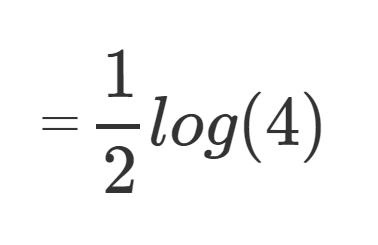 = 1/2 log(4)